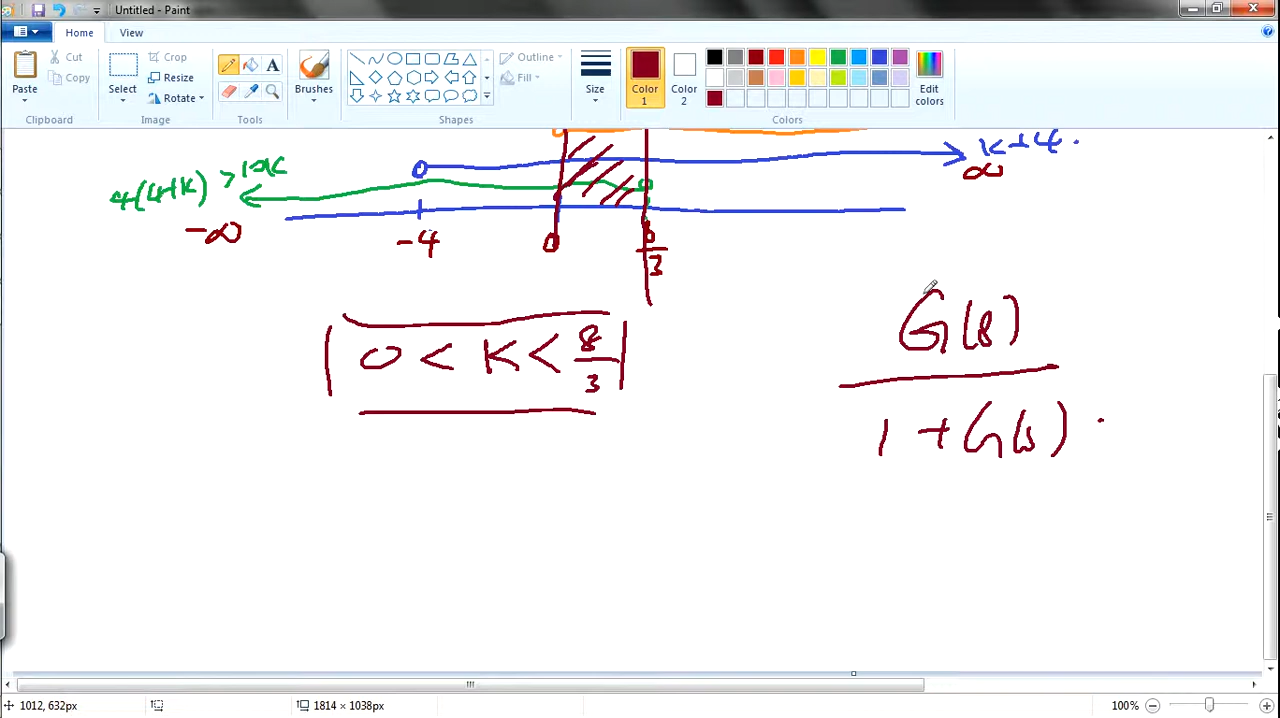 Untitled - Paint
Home View
Cut
Copy
Paste
Clipboard
Crop
Resize
Rotate
Select
Image
Tools
Brushes
Outline
Fill
Shapes
Size
Color 1
Color 2
Edit colors
Colors
K+4.
4(4+K) > 10K
∞
-∞
-4
0
8/3
0 < K < 8/3
G(s)
1 + G(s).
1012, 632px
1814 × 1038px
100%